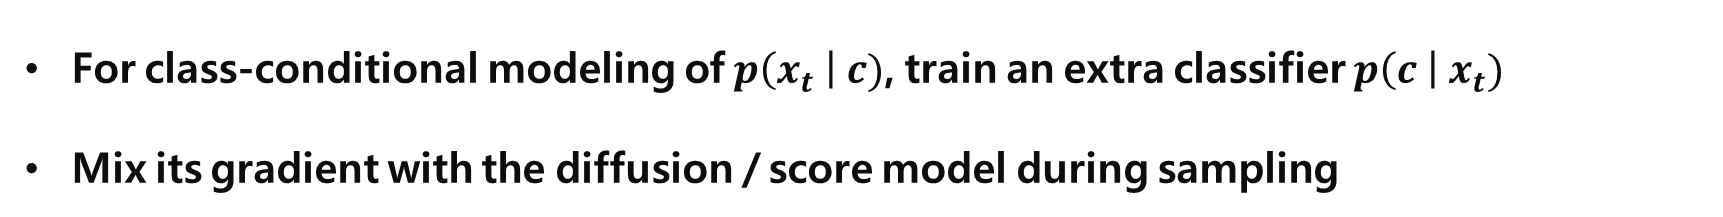 • For class-conditional modeling of p(x_t | c), train an extra classifier p(c | x_t)
• Mix its gradient with the diffusion / score model during sampling